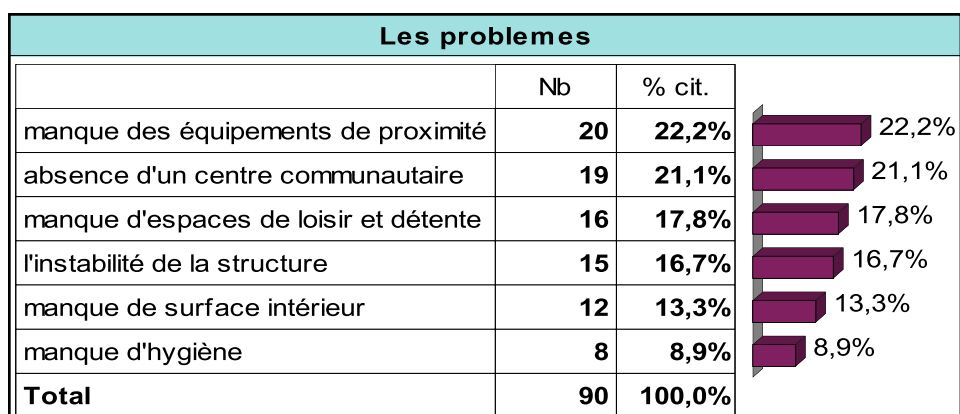 Les problemes
Nb % cit.
manque des équipements de proximité 20 22,2% 22,2%
absence d'un centre communautaire 19 21,1% 21,1%
manque d'espaces de loisir et détente 16 17,8% 17,8%
l'instabilité de la structure 15 16,7% 16,7%
manque de surface intérieur 12 13,3% 13,3%
manque d'hygiène 8 8,9% 8,9%
Total 90 100,0%